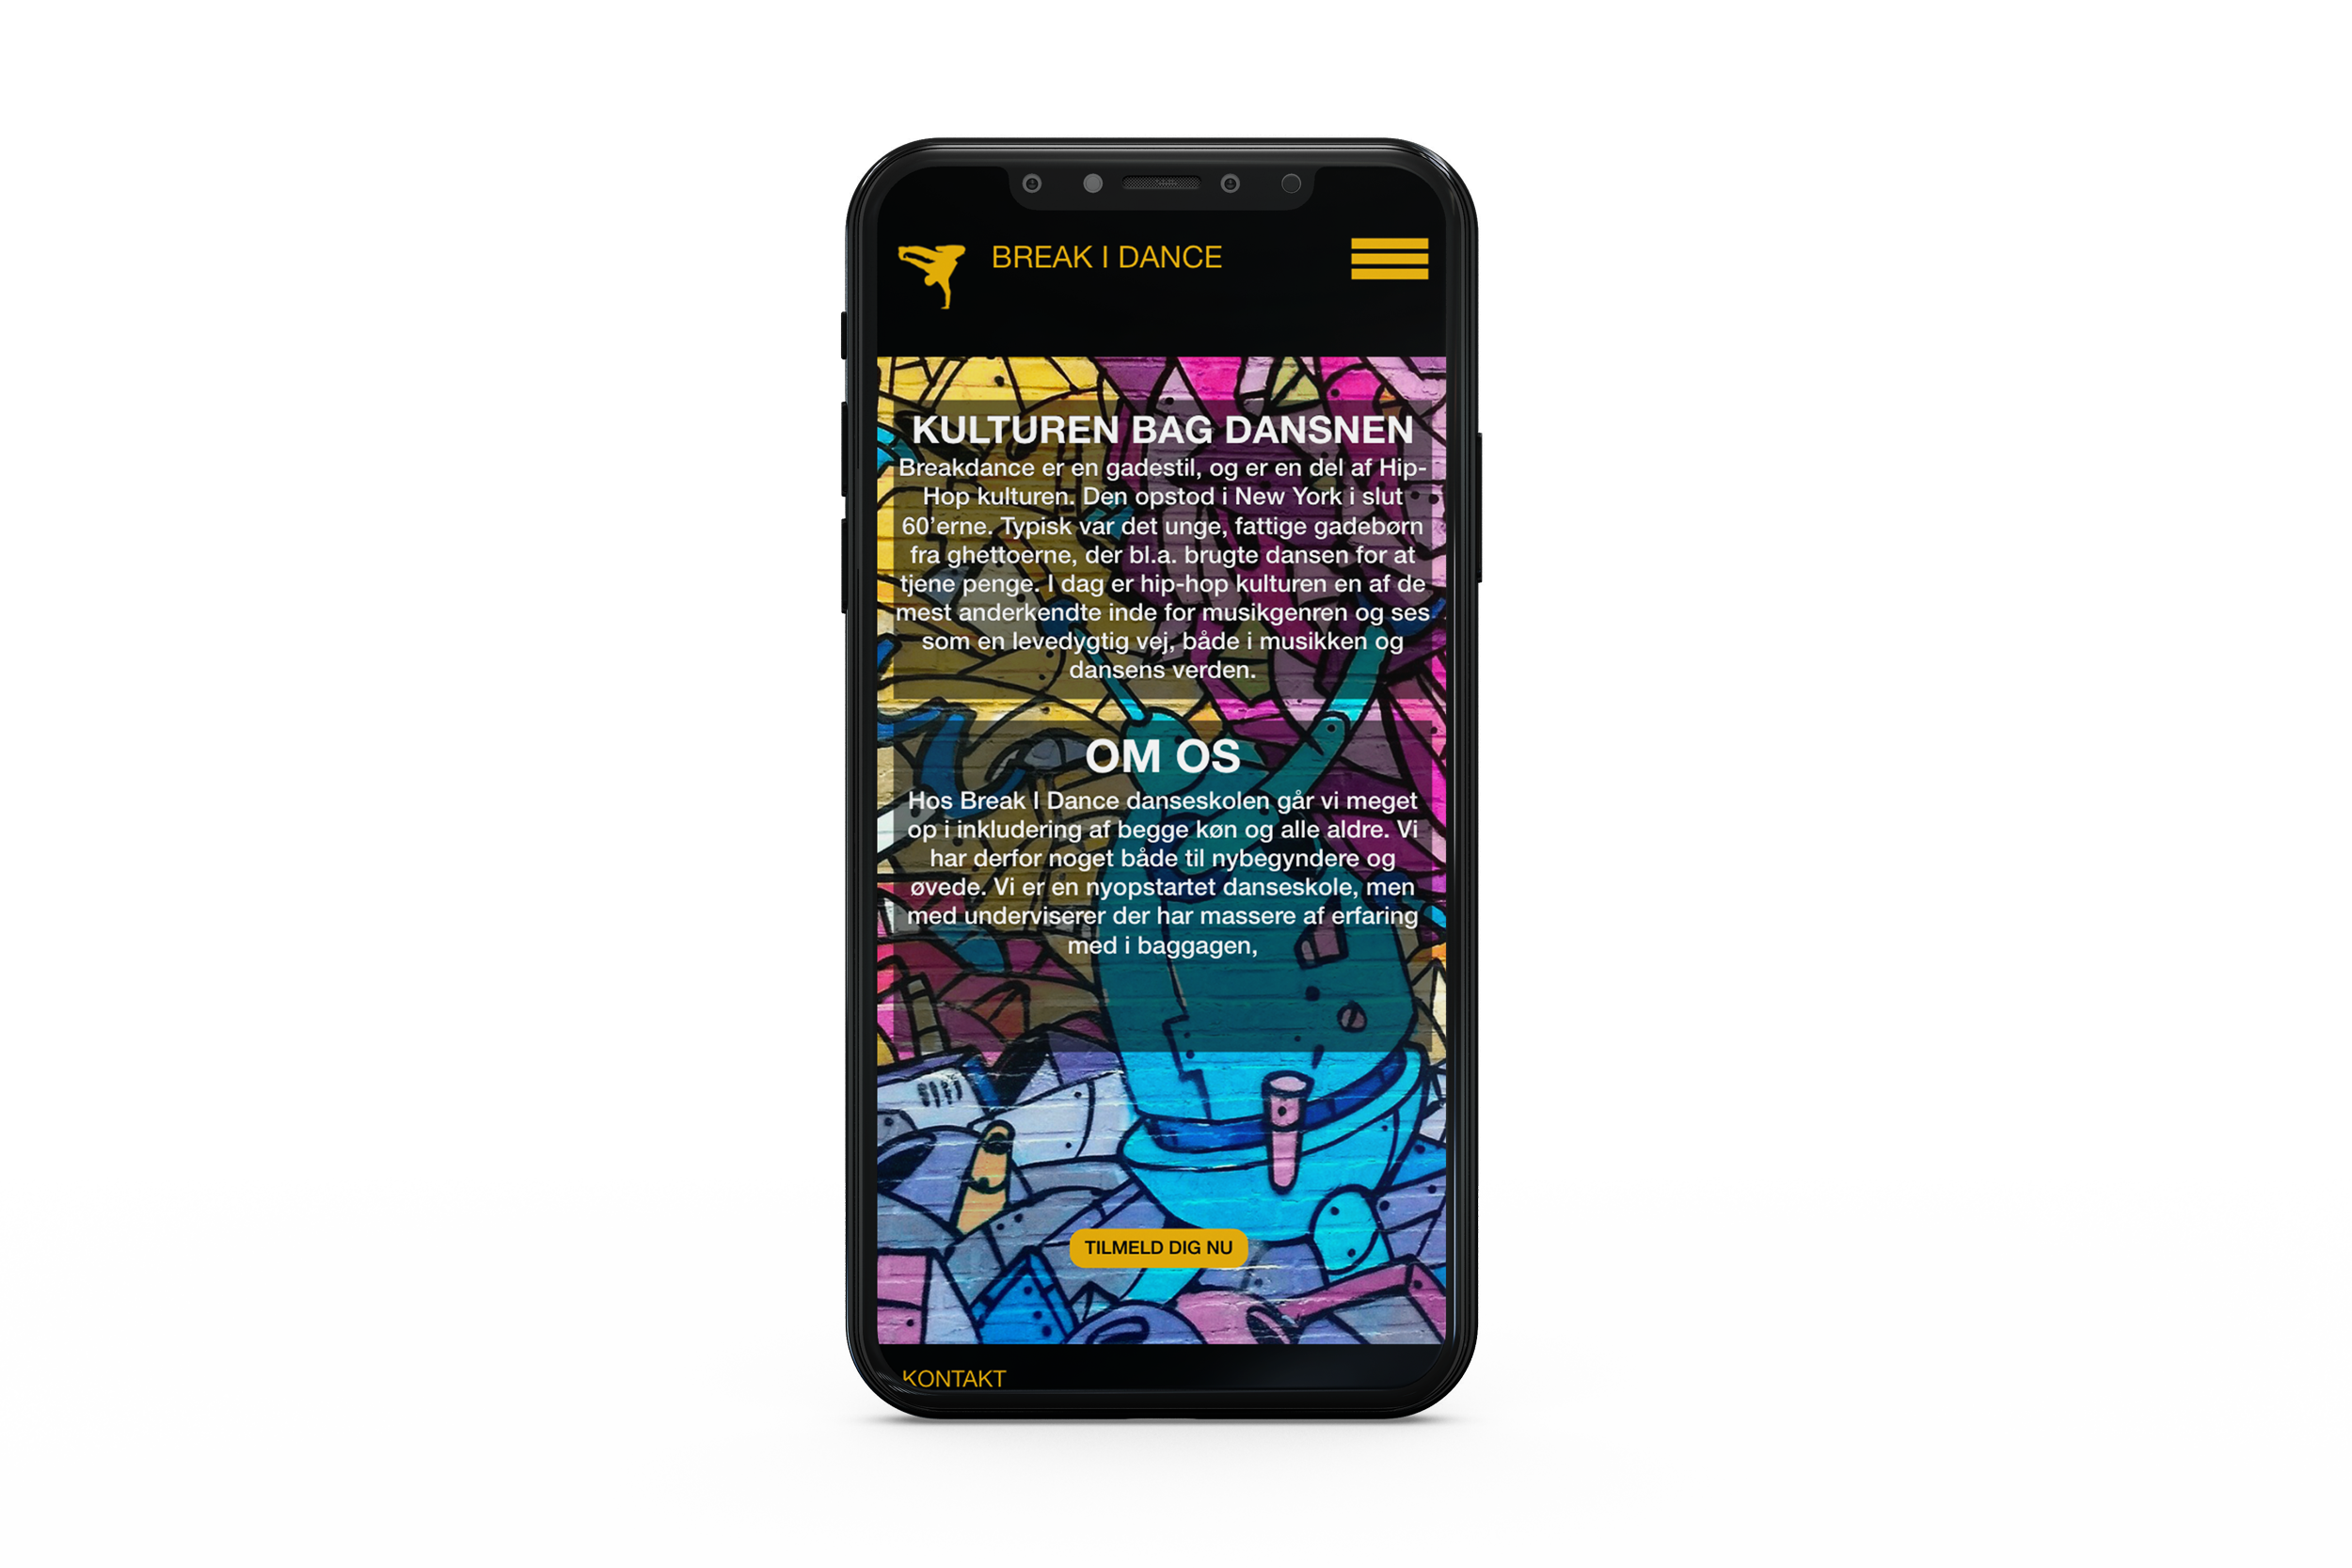 BREAK I DANCE
KULTUREN BAG DANSNEN
Breakdance er en gadestil, og er en del af Hip-
Hop kulturen. Den opstod i New York i slut
60’erne. Typisk var det unge, fattige gadebørn
fra ghettoerne, der bl.a. brugte dansen for at
tjene penge. I dag er hip-hop kulturen en af de
mest anderkendte inde for musikgenren og ses
som en levedygtig vej, både i musikken og
dansens verden.
OM OS
Hos Break I Dance danseskolen går vi meget
op i inkludering af begge køn og alle aldre. Vi
har derfor noget både til nybegyndere og
øvede. Vi er en nyopstartet danseskole, men
med underviserer der har massere af erfaring
med i baggagen,
TILMELD DIG NU
KONTAKT